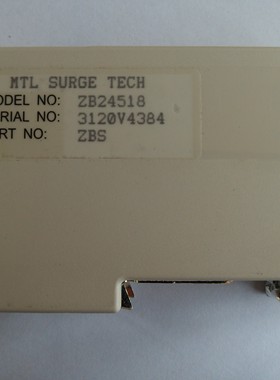 MTL SURGE TECH
ODEL NO: ZB24518
RIAL NO: 3120V4384
RT NO: ZBS